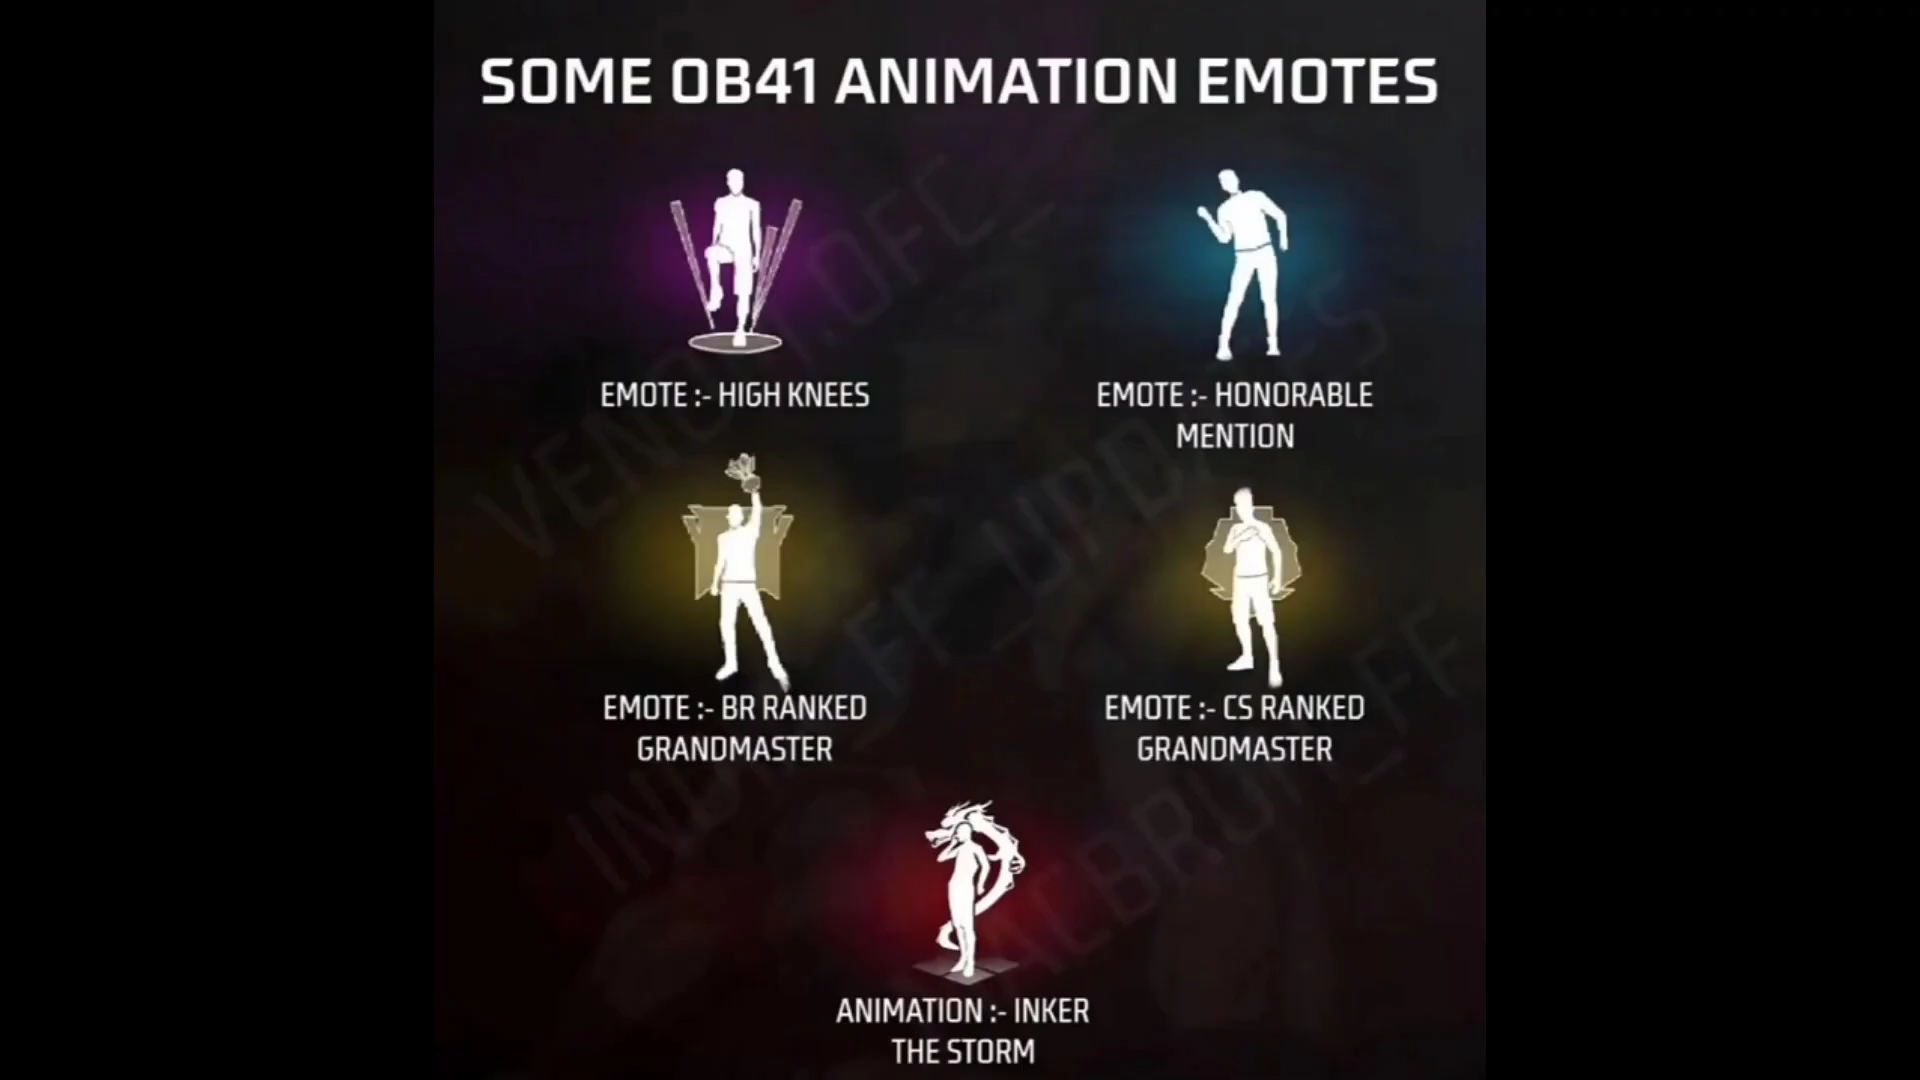 SOME OB41 ANIMATION EMOTES
EMOTE :- HIGH KNEES
EMOTE :- HONORABLE
MENTION
EMOTE :- BR RANKED
GRANDMASTER
EMOTE :- CS RANKED
GRANDMASTER
ANIMATION :- INKER
THE STORM